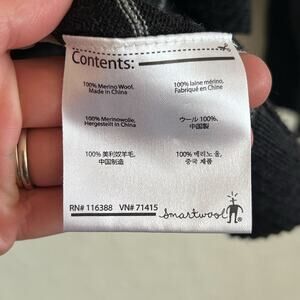 Contents:
100% Merino Wool,
Made in China
100% laine mérino,
Fabriqué en Chine
100% Merinowolle,
Hergestellt in China
ウール 100%,
中国製
100% 美利奴羊毛,
中国制造
100% 메리노 울,
중국 제품
RN# 116388 VN# 71415
Smartwool®